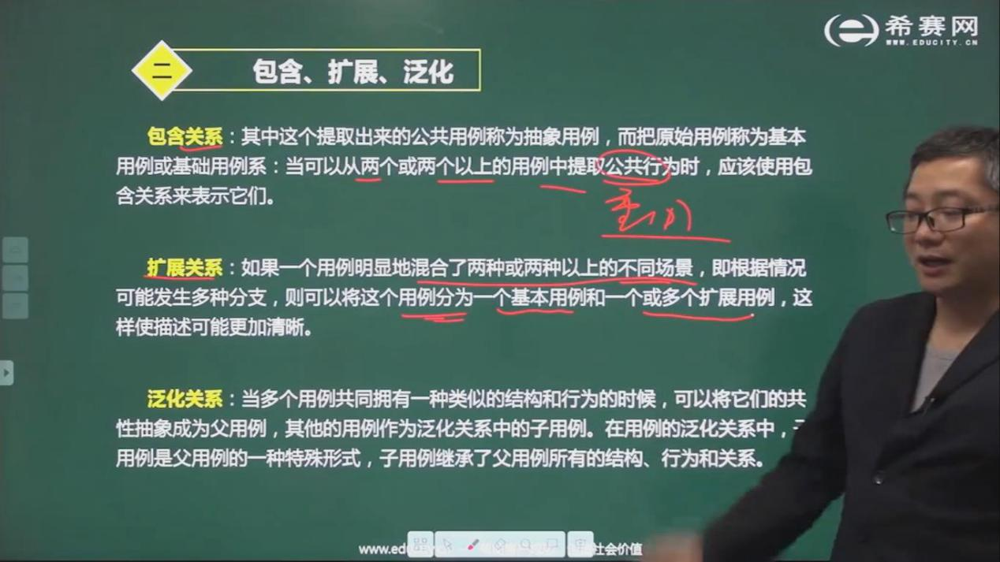 希赛网
WWW.EDUCITY.CN
二
包含、扩展、泛化
包含关系：其中这个提取出来的公共用例称为抽象用例，而把原始用例称为基本
用例或基础用例系：当可以从两个或两个以上的用例中提取公共行为时，应该使用包
含关系来表示它们。
扩展关系：如果一个用例明显地混合了两种或两种以上的不同场景，即根据情况
可能发生多种分支，则可以将这个用例分为一个基本用例和一个或多个扩展用例，这
样使描述可能更加清晰。
泛化关系：当多个用例共同拥有一种类似的结构和行为的时候，可以将它们的共
性抽象成为父用例，其他的用例作为泛化关系中的子用例。在用例的泛化关系中，子
用例是父用例的一种特殊形式，子用例继承了父用例所有的结构、行为和关系。
www.edu 社会价值